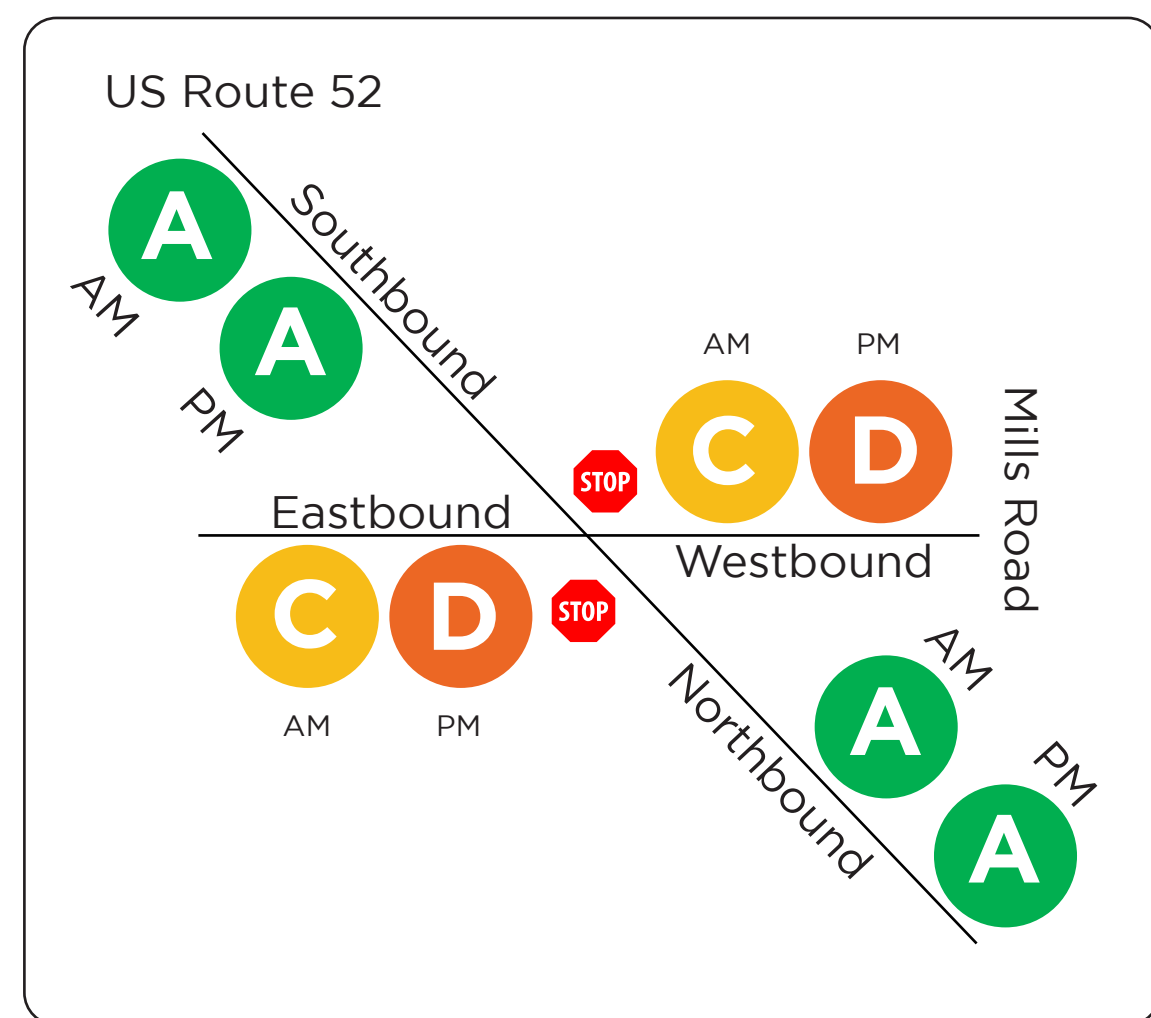 US Route 52
A
AM
Southbound
A
PM
AM
PM
C
D
Mills Road
STOP
Eastbound
Westbound
C
D
STOP
AM
PM
Northbound
AM
A
PM
A